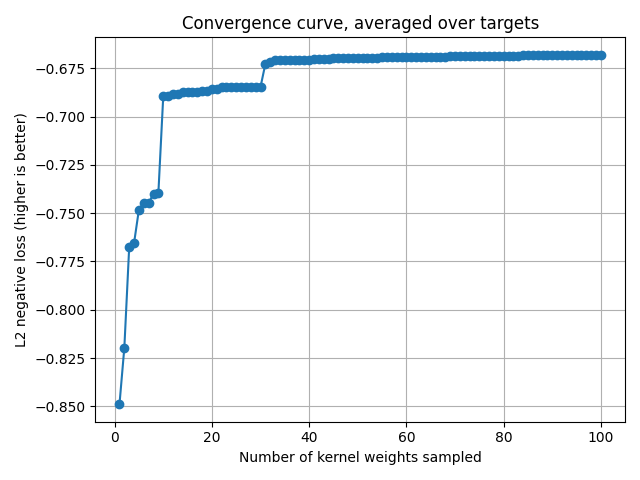 Convergence curve, averaged over targets
L2 negative loss (higher is better)
−0.675
−0.700
−0.725
−0.750
−0.775
−0.800
−0.825
−0.850
0 20 40 60 80 100
Number of kernel weights sampled